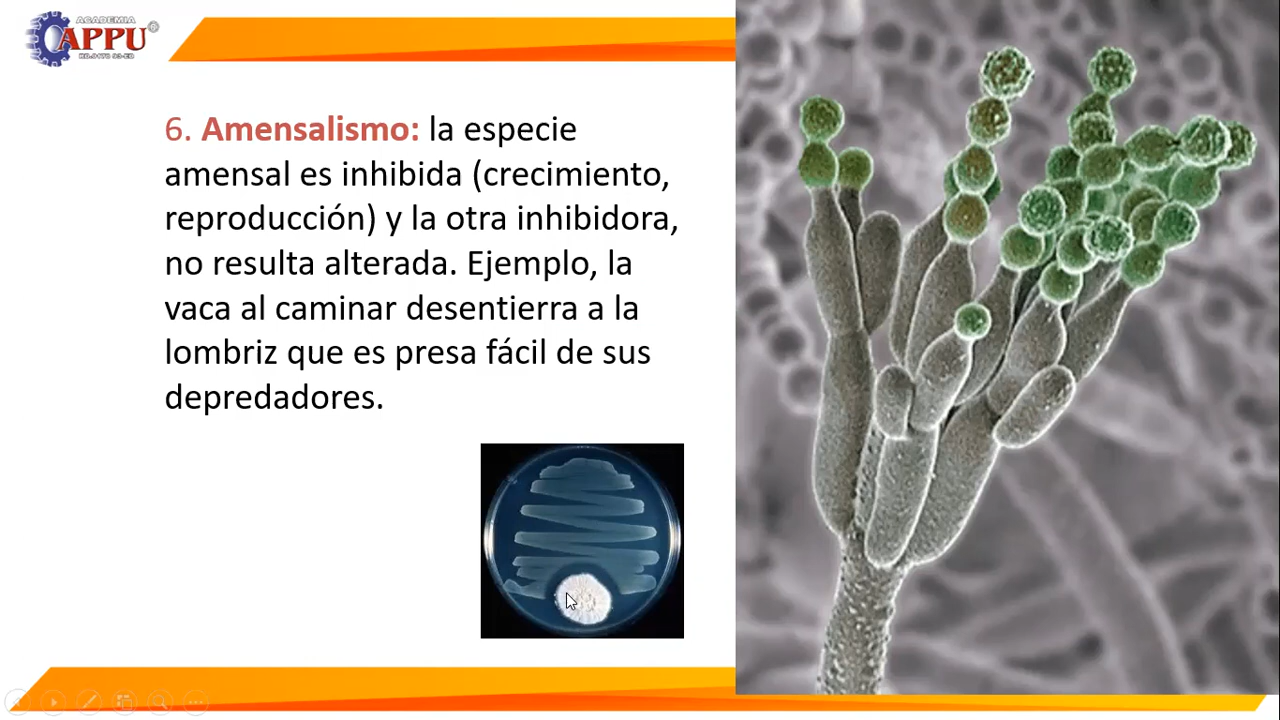 ACADEMIA
APPU
6. Amensalismo: la especie
amensal es inhibida (crecimiento,
reproducción) y la otra inhibidora,
no resulta alterada. Ejemplo, la
vaca al caminar desentierra a la
lombriz que es presa fácil de sus
depredadores.